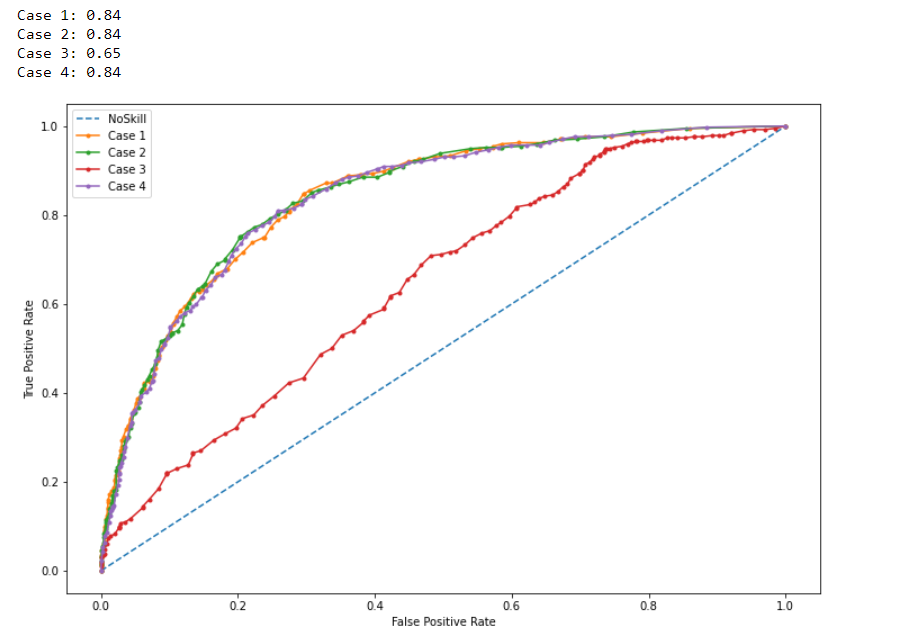 Case 1: 0.84
Case 2: 0.84
Case 3: 0.65
Case 4: 0.84
NoSkill
Case 1
Case 2
Case 3
Case 4
1.0
0.8
0.6
0.4
0.2
0.0
True Positive Rate
0.0 0.2 0.4 0.6 0.8 1.0
False Positive Rate